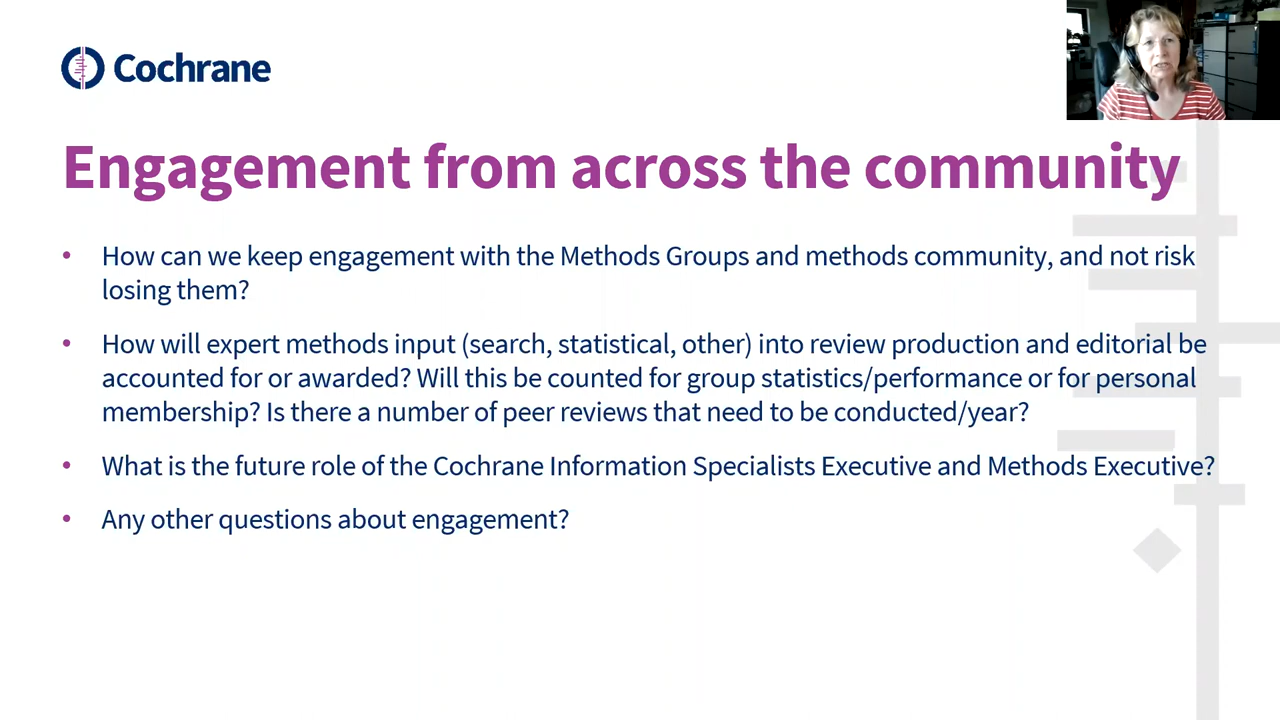 Cochrane
Engagement from across the community
• How can we keep engagement with the Methods Groups and methods community, and not risk
losing them?
• How will expert methods input (search, statistical, other) into review production and editorial be
accounted for or awarded? Will this be counted for group statistics/performance or for personal
membership? Is there a number of peer reviews that need to be conducted/year?
• What is the future role of the Cochrane Information Specialists Executive and Methods Executive?
• Any other questions about engagement?